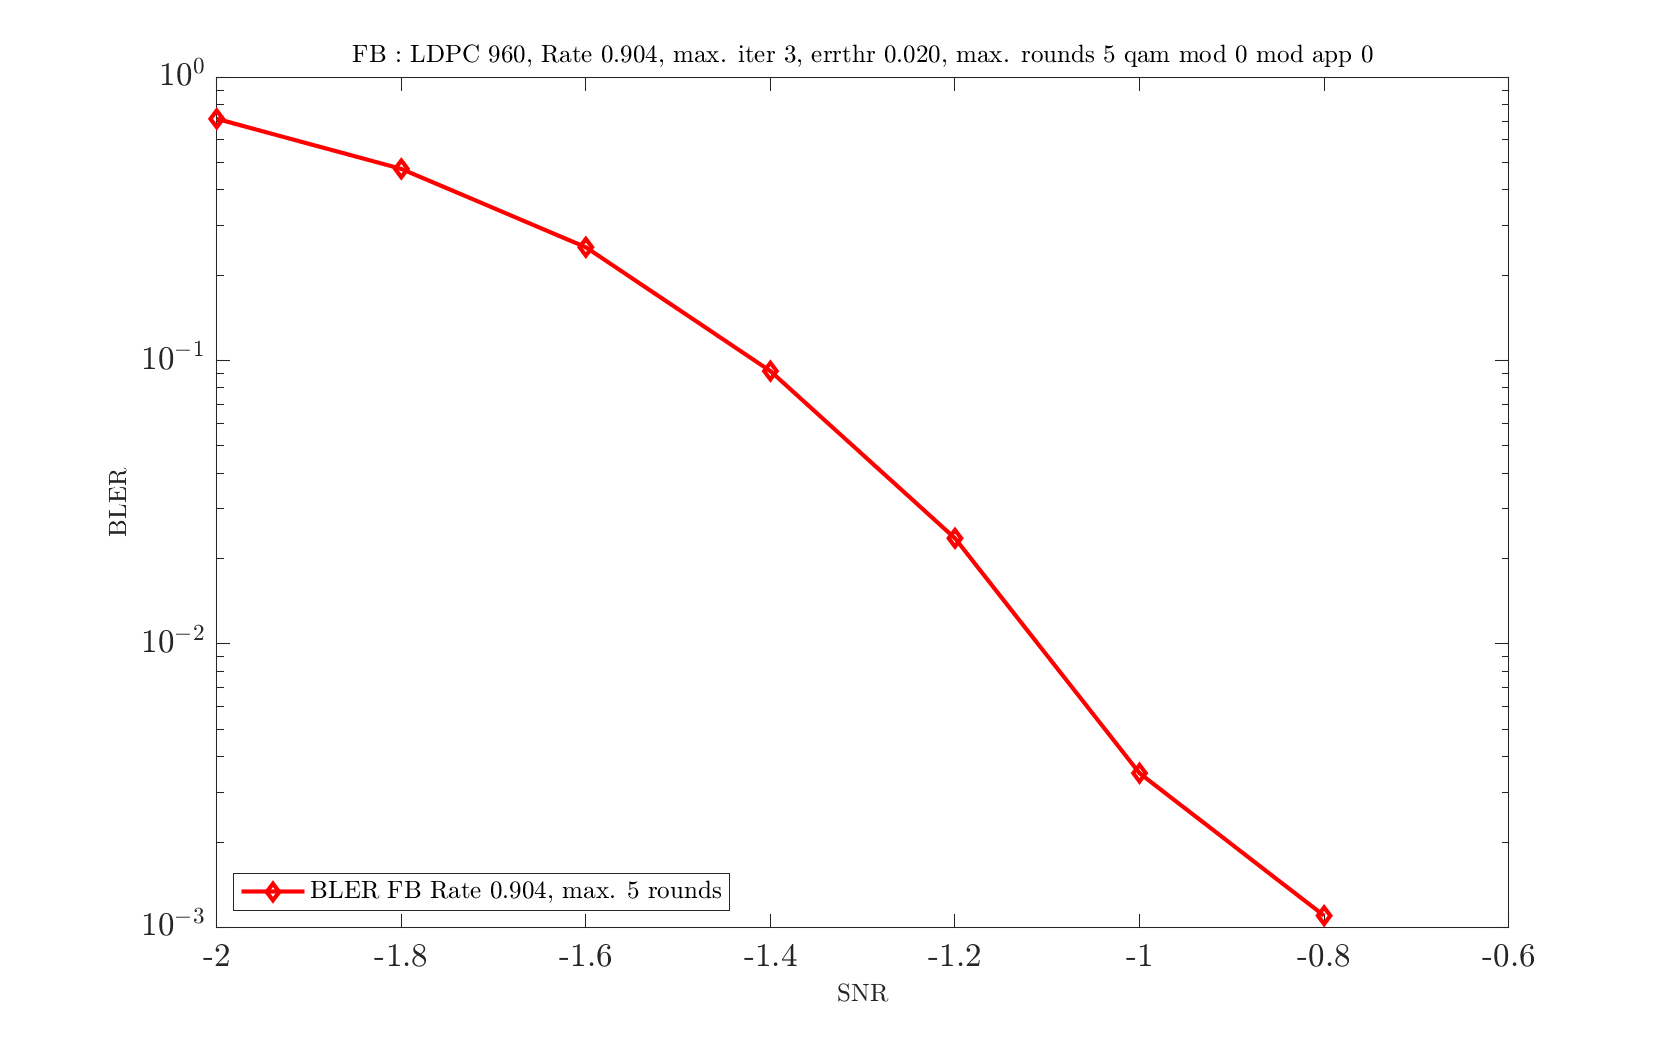 FB : LDPC 960, Rate 0.904, max. iter 3, errthr 0.020, max. rounds 5 qam mod 0 mod app 0
10^0
10^-1
10^-2
10^-3
BLER
BLER FB Rate 0.904, max. 5 rounds
-2 -1.8 -1.6 -1.4 -1.2 -1 -0.8 -0.6
SNR